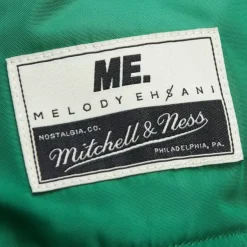 ME.
MELODY EHSANI
NOSTALGIA, CO.
Mitchell & Ness
PHILADELPHIA, PA.